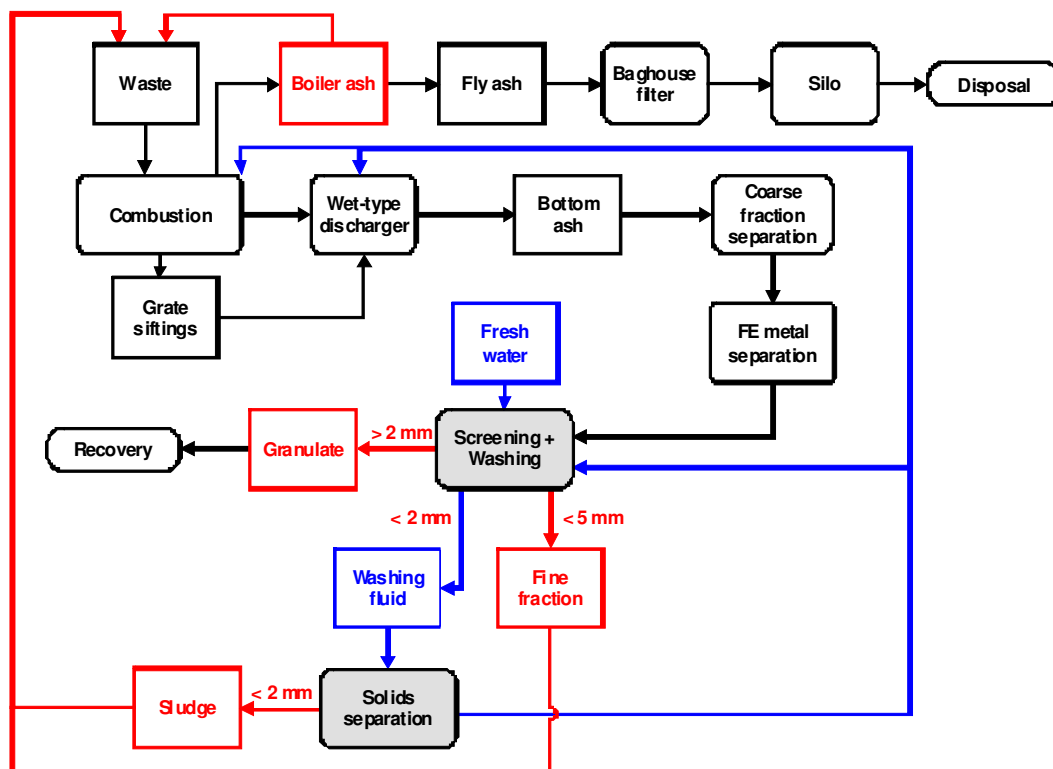 Waste
Boiler ash
Fly ash
Baghouse
filter
Silo
Disposal
Combustion
Wet-type
discharger
Bottom
ash
Coarse
fraction
separation
Grate
siftings
Fresh
water
FE metal
separation
Recovery
Granulate
> 2 mm
Screening +
Washing
< 2 mm
< 5 mm
Washing
fluid
Fine
fraction
Sludge
< 2 mm
Solids
separation